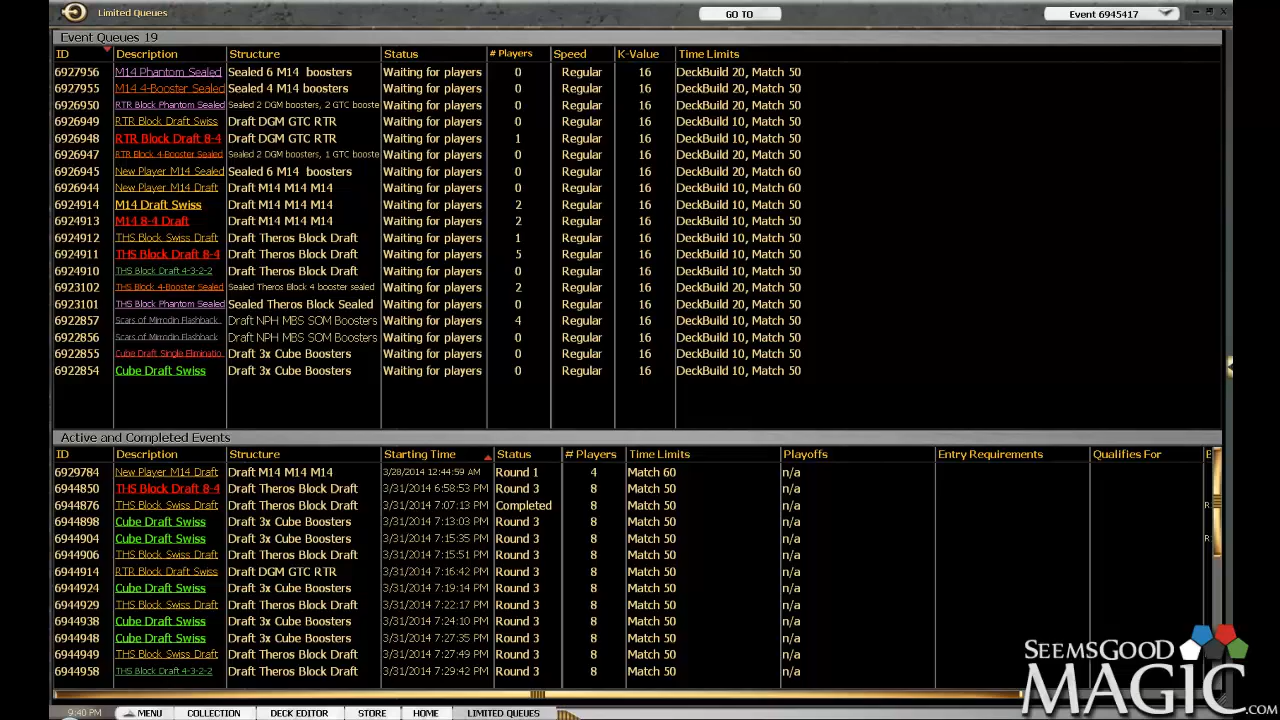 Limited Queues GO TO Event 6945417
Event Queues 19
ID Description Structure Status # Players Speed K-Value Time Limits
6927956 M14 Phantom Sealed Sealed 6 M14 boosters Waiting for players 0 Regular 16 DeckBuild 20, Match 50
6927955 M14 4-Booster Sealed Sealed 4 M14 boosters Waiting for players 0 Regular 16 DeckBuild 20, Match 50
6926950 RTR Block Phantom Sealed Sealed 2 DGM boosters, 2 GTC booste Waiting for players 0 Regular 16 DeckBuild 20, Match 50
6926949 RTR Block Draft Swiss Draft DGM GTC RTR Waiting for players 0 Regular 16 DeckBuild 10, Match 50
6926948 RTR Block Draft 8-4 Draft DGM GTC RTR Waiting for players 1 Regular 16 DeckBuild 10, Match 50
6926947 RTR Block 4-Booster Sealed Sealed 2 DGM boosters, 1 GTC booste Waiting for players 0 Regular 16 DeckBuild 20, Match 50
6926945 New Player M14 Sealed Sealed 6 M14 boosters Waiting for players 0 Regular 16 DeckBuild 20, Match 60
6926944 New Player M14 Draft Draft M14 M14 M14 Waiting for players 0 Regular 16 DeckBuild 10, Match 60
6924914 M14 Draft Swiss Draft M14 M14 M14 Waiting for players 2 Regular 16 DeckBuild 10, Match 50
6924913 M14 8-4 Draft Draft M14 M14 M14 Waiting for players 2 Regular 16 DeckBuild 10, Match 50
6924912 THS Block Swiss Draft Draft Theros Block Draft Waiting for players 1 Regular 16 DeckBuild 10, Match 50
6924911 THS Block Draft 8-4 Draft Theros Block Draft Waiting for players 5 Regular 16 DeckBuild 10, Match 50
6924910 THS Block Draft 4-3-2-2 Draft Theros Block Draft Waiting for players 0 Regular 16 DeckBuild 10, Match 50
6923102 THS Block 4-Booster Sealed Sealed Theros Block 4 booster sealed Waiting for players 2 Regular 16 DeckBuild 20, Match 50
6923101 THS Block Phantom Sealed Sealed Theros Block Sealed Waiting for players 0 Regular 16 DeckBuild 20, Match 50
6922857 Scars of Mirrodin Flashback Draft NPH MBS SOM Boosters Waiting for players 4 Regular 16 DeckBuild 10, Match 50
6922856 Scars of Mirrodin Flashback Draft NPH MBS SOM Boosters Waiting for players 0 Regular 16 DeckBuild 10, Match 50
6922855 Cube Draft Single Eliminatio Draft 3x Cube Boosters Waiting for players 0 Regular 16 DeckBuild 10, Match 50
6922854 Cube Draft Swiss Draft 3x Cube Boosters Waiting for players 0 Regular 16 DeckBuild 10, Match 50
Active and Completed Events
ID Description Structure Starting Time Status # Players Time Limits Playoffs Entry Requirements Qualifies For
6929784 New Player M14 Draft Draft M14 M14 M14 3/28/2014 12:44:59 AM Round 1 4 Match 60 n/a
6944850 THS Block Draft 8-4 Draft Theros Block Draft 3/31/2014 6:58:53 PM Round 3 8 Match 50 n/a
6944876 THS Block Swiss Draft Draft Theros Block Draft 3/31/2014 7:07:13 PM Completed 8 Match 50 n/a
6944898 Cube Draft Swiss Draft 3x Cube Boosters 3/31/2014 7:13:03 PM Round 3 8 Match 50 n/a
6944904 Cube Draft Swiss Draft 3x Cube Boosters 3/31/2014 7:15:35 PM Round 3 8 Match 50 n/a
6944906 THS Block Swiss Draft Draft Theros Block Draft 3/31/2014 7:15:51 PM Round 3 8 Match 50 n/a
6944914 RTR Block Draft Swiss Draft DGM GTC RTR 3/31/2014 7:16:42 PM Round 3 8 Match 50 n/a
6944924 Cube Draft Swiss Draft 3x Cube Boosters 3/31/2014 7:19:14 PM Round 3 8 Match 50 n/a
6944929 THS Block Swiss Draft Draft Theros Block Draft 3/31/2014 7:22:17 PM Round 3 8 Match 50 n/a
6944938 Cube Draft Swiss Draft 3x Cube Boosters 3/31/2014 7:24:10 PM Round 3 8 Match 50 n/a
6944948 Cube Draft Swiss Draft 3x Cube Boosters 3/31/2014 7:27:35 PM Round 3 8 Match 50 n/a
6944949 THS Block Swiss Draft Draft Theros Block Draft 3/31/2014 7:27:49 PM Round 3 8 Match 50 n/a
6944958 THS Block Draft 4-3-2-2 Draft Theros Block Draft 3/31/2014 7:29:42 PM Round 3 8 Match 50 n/a
SEEMSGOOD
MAGIC.COM
9:40 PM MENU COLLECTION DECK EDITOR STORE HOME LIMITED QUEUES